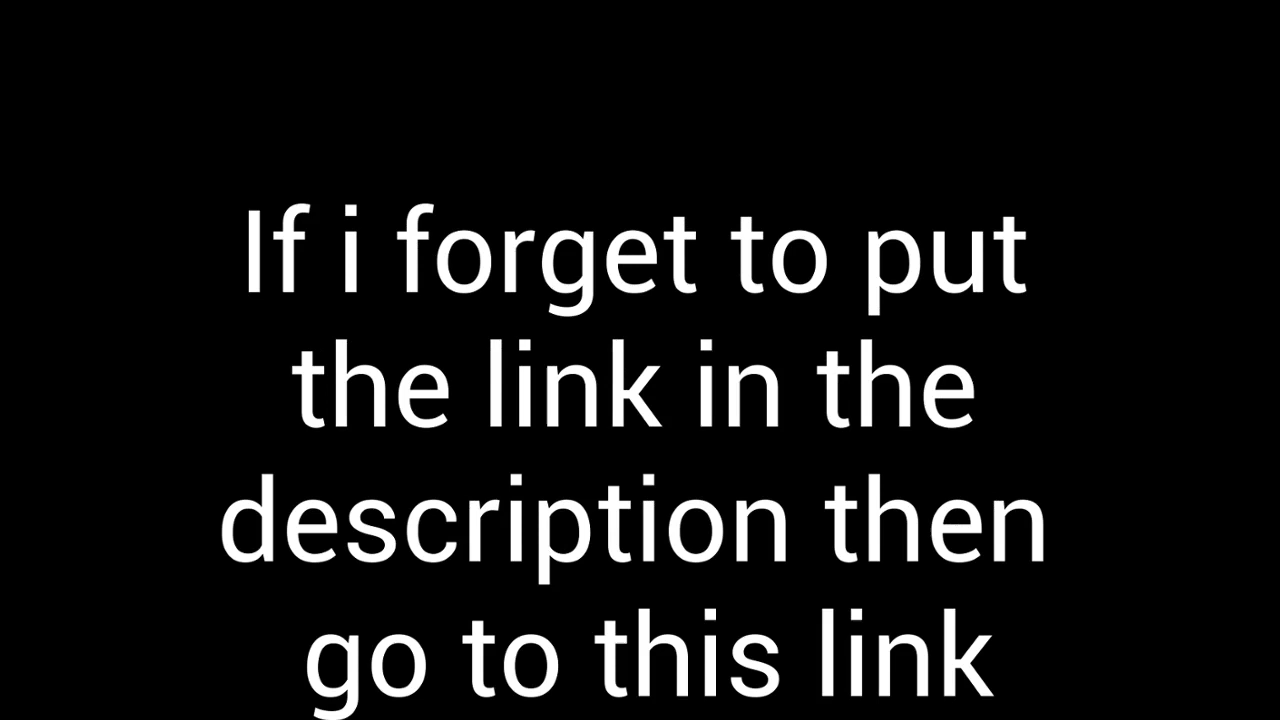 If i forget to put
the link in the
description then
go to this link